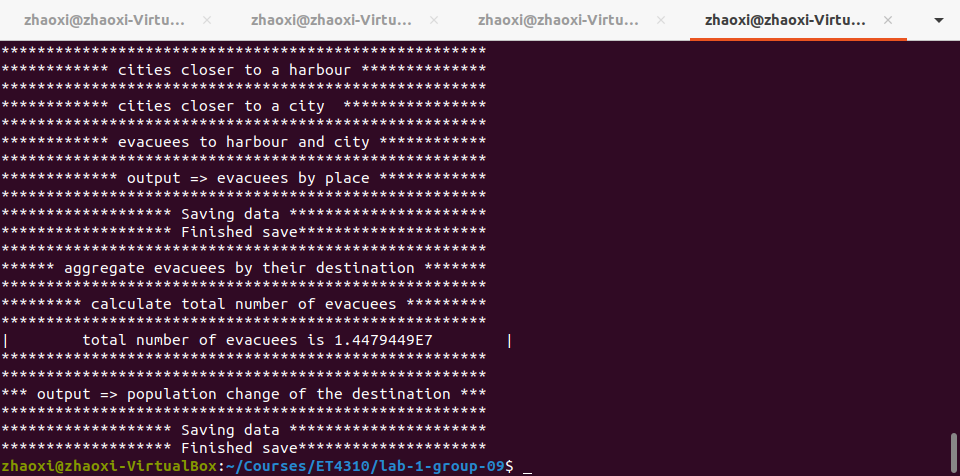 zhaoxi@zhaoxi-Virtu... × zhaoxi@zhaoxi-Virtu... × zhaoxi@zhaoxi-Virtu... × zhaoxi@zhaoxi-Virtu... ×
******************************************************
************ cities closer to a harbour **************
******************************************************
************ cities closer to a city  ****************
******************************************************
************ evacuees to harbour and city ************
******************************************************
************* output => evacuees by place ************
******************************************************
******************* Saving data **********************
******************* Finished save*********************
******************************************************
****** aggregate evacuees by their destination *******
******************************************************
********* calculate total number of evacuees *********
******************************************************
|        total number of evacuees is 1.4479449E7        |
******************************************************
******************************************************
*** output => population change of the destination ***
******************************************************
******************* Saving data **********************
******************* Finished save*********************
zhaoxi@zhaoxi-VirtualBox:~/Courses/ET4310/lab-1-group-09$ _